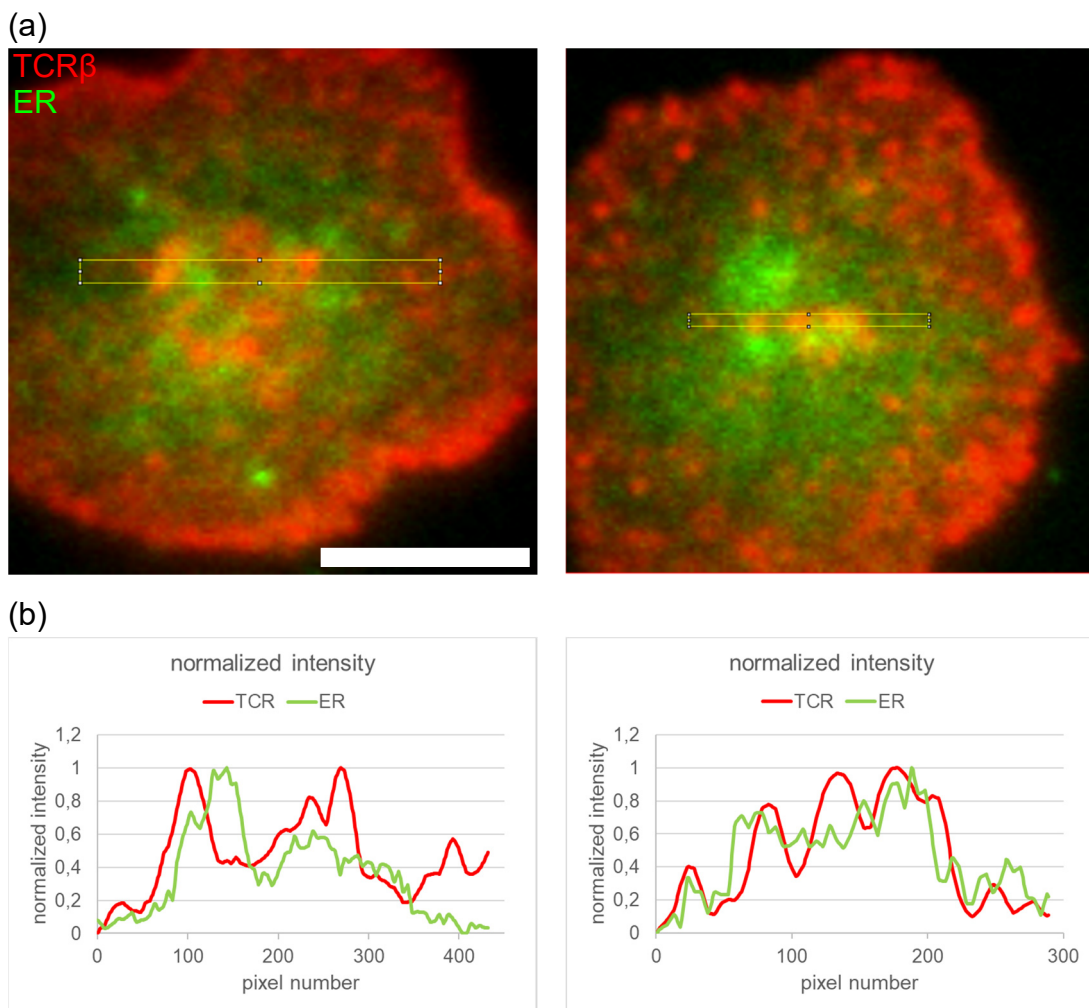 (a)
TCRβ
ER
(b)
normalized intensity
TCR ER
normalized intensity
1,2
1
0,8
0,6
0,4
0,2
0
0 100 200 300 400
pixel number
normalized intensity
TCR ER
normalized intensity
1,2
1
0,8
0,6
0,4
0,2
0
0 100 200 300
pixel number